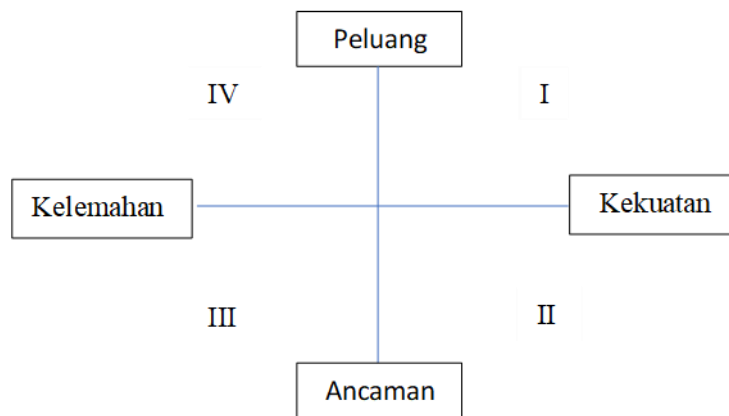 Peluang
IV
I
Kelemahan
Kekuatan
III
II
Ancaman